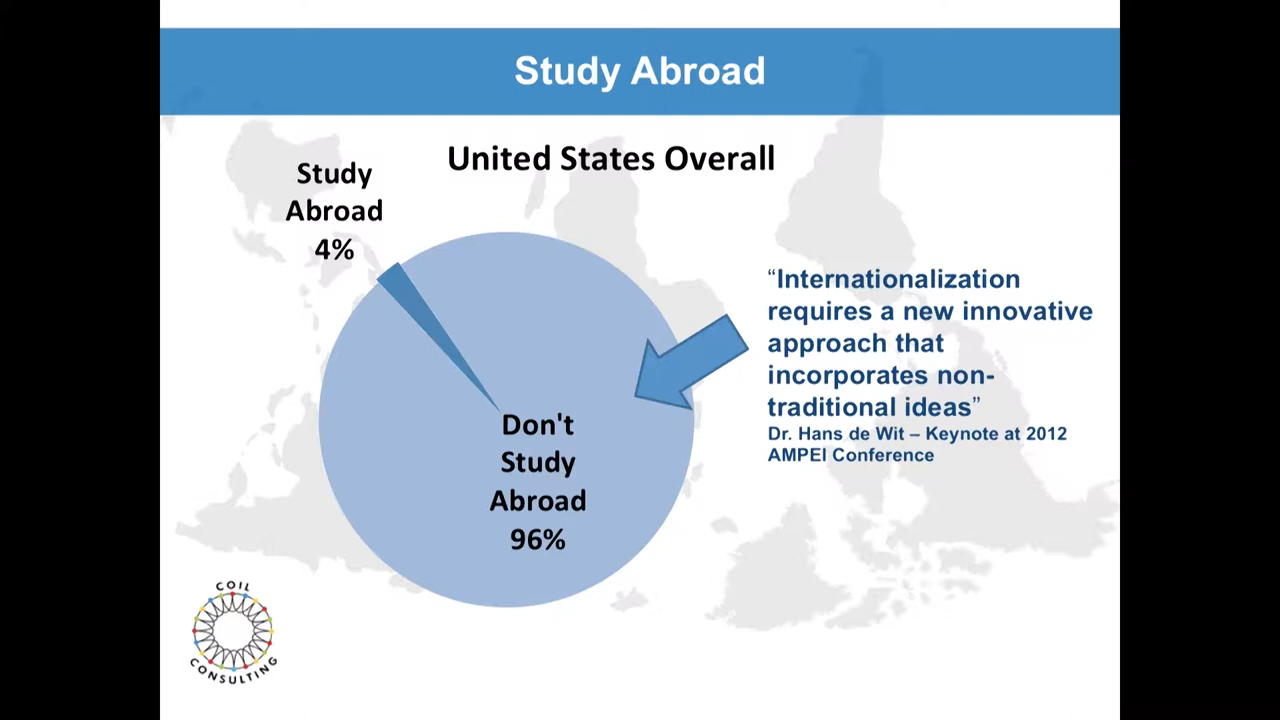 Study Abroad
United States Overall
Study
Abroad
4%
Don't
Study
Abroad
96%
“Internationalization
requires a new innovative
approach that
incorporates non-
traditional ideas”
Dr. Hans de Wit – Keynote at 2012
AMPEI Conference
COIL
CONSULTING